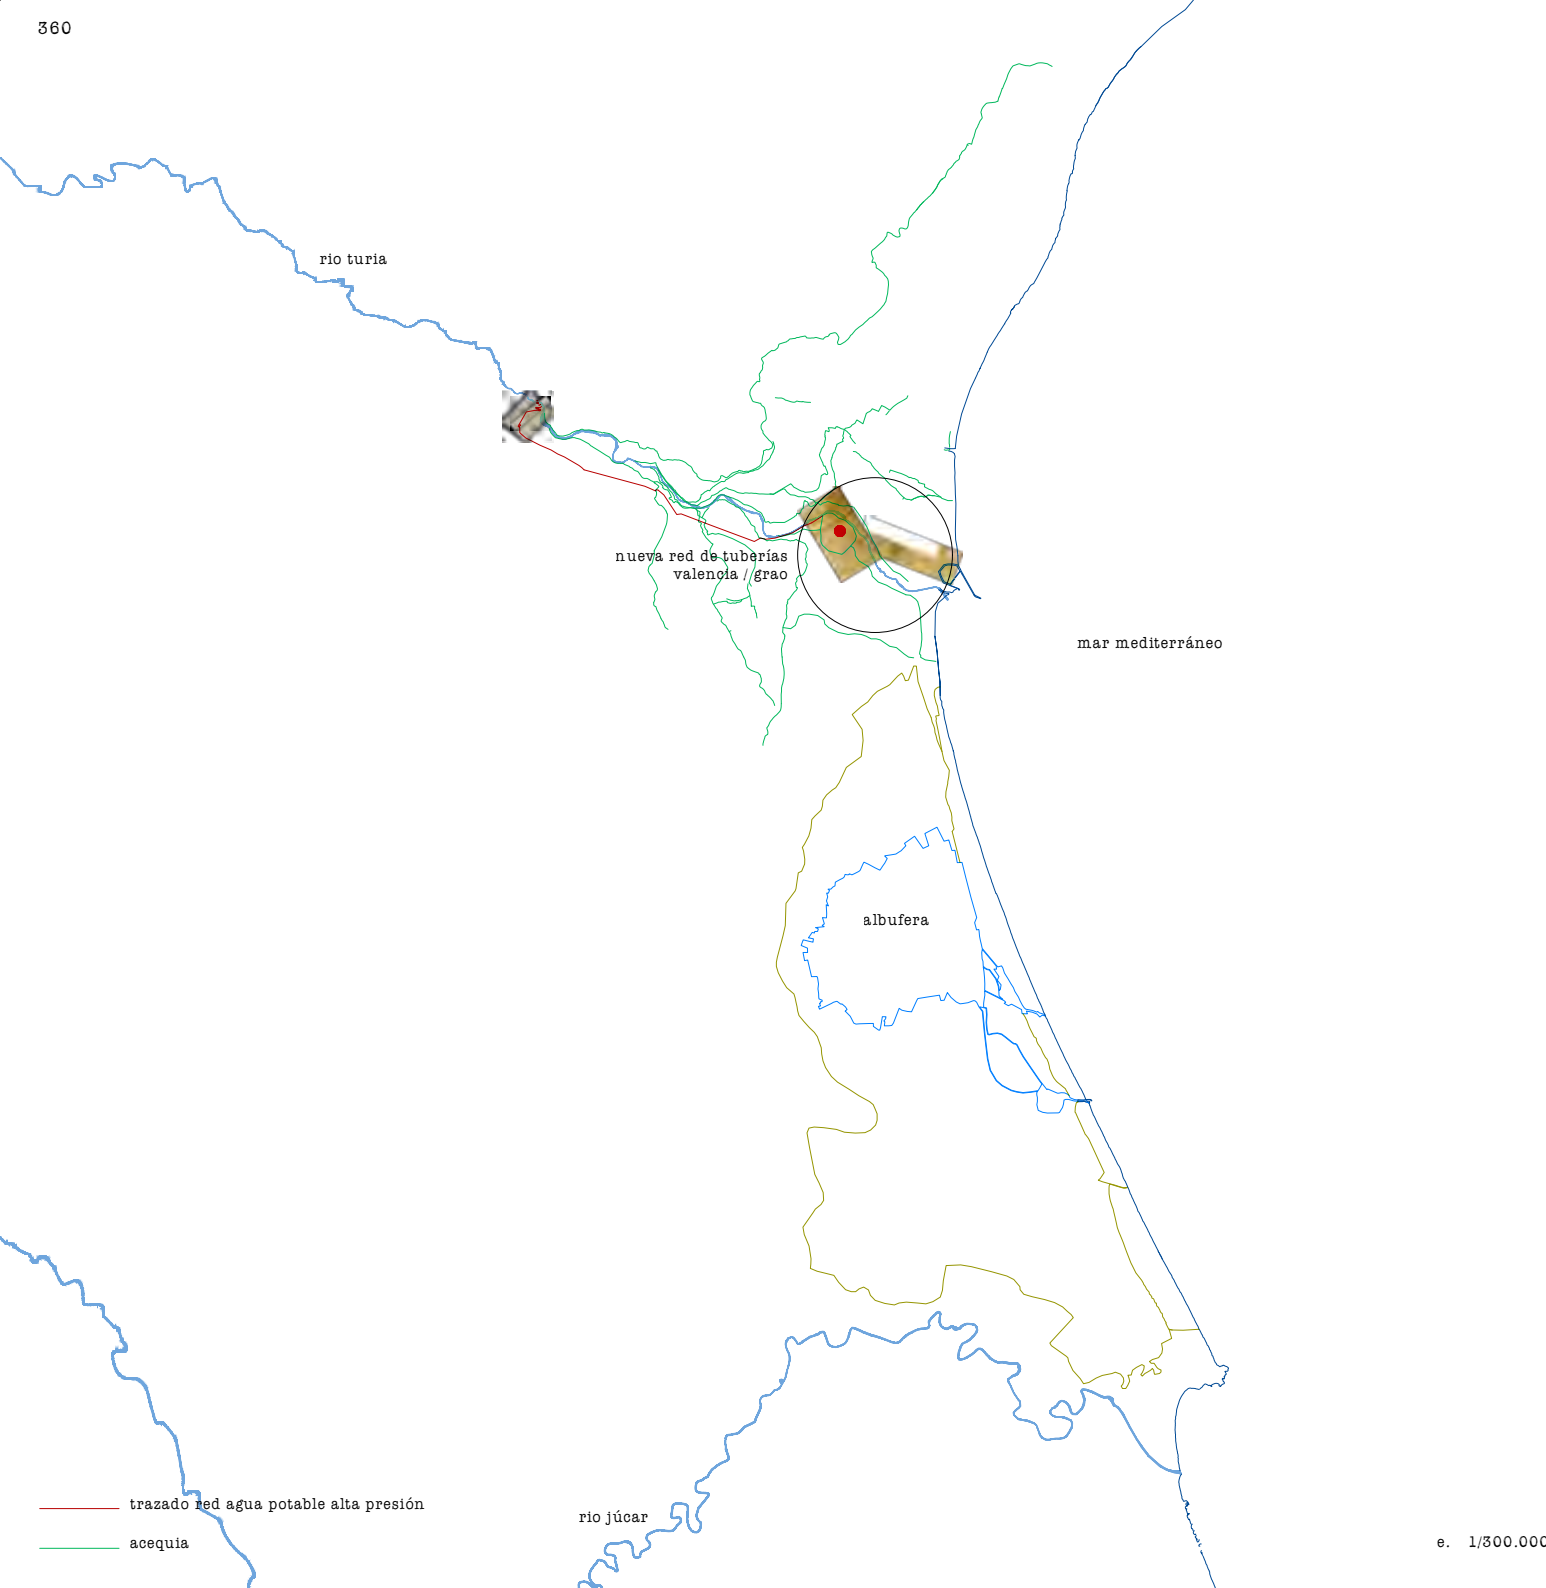 360
rio turia
nueva red de tuberías
valencia / grao
mar mediterráneo
albufera
trazado red agua potable alta presión
rio júcar
acequia
e. 1/300.000